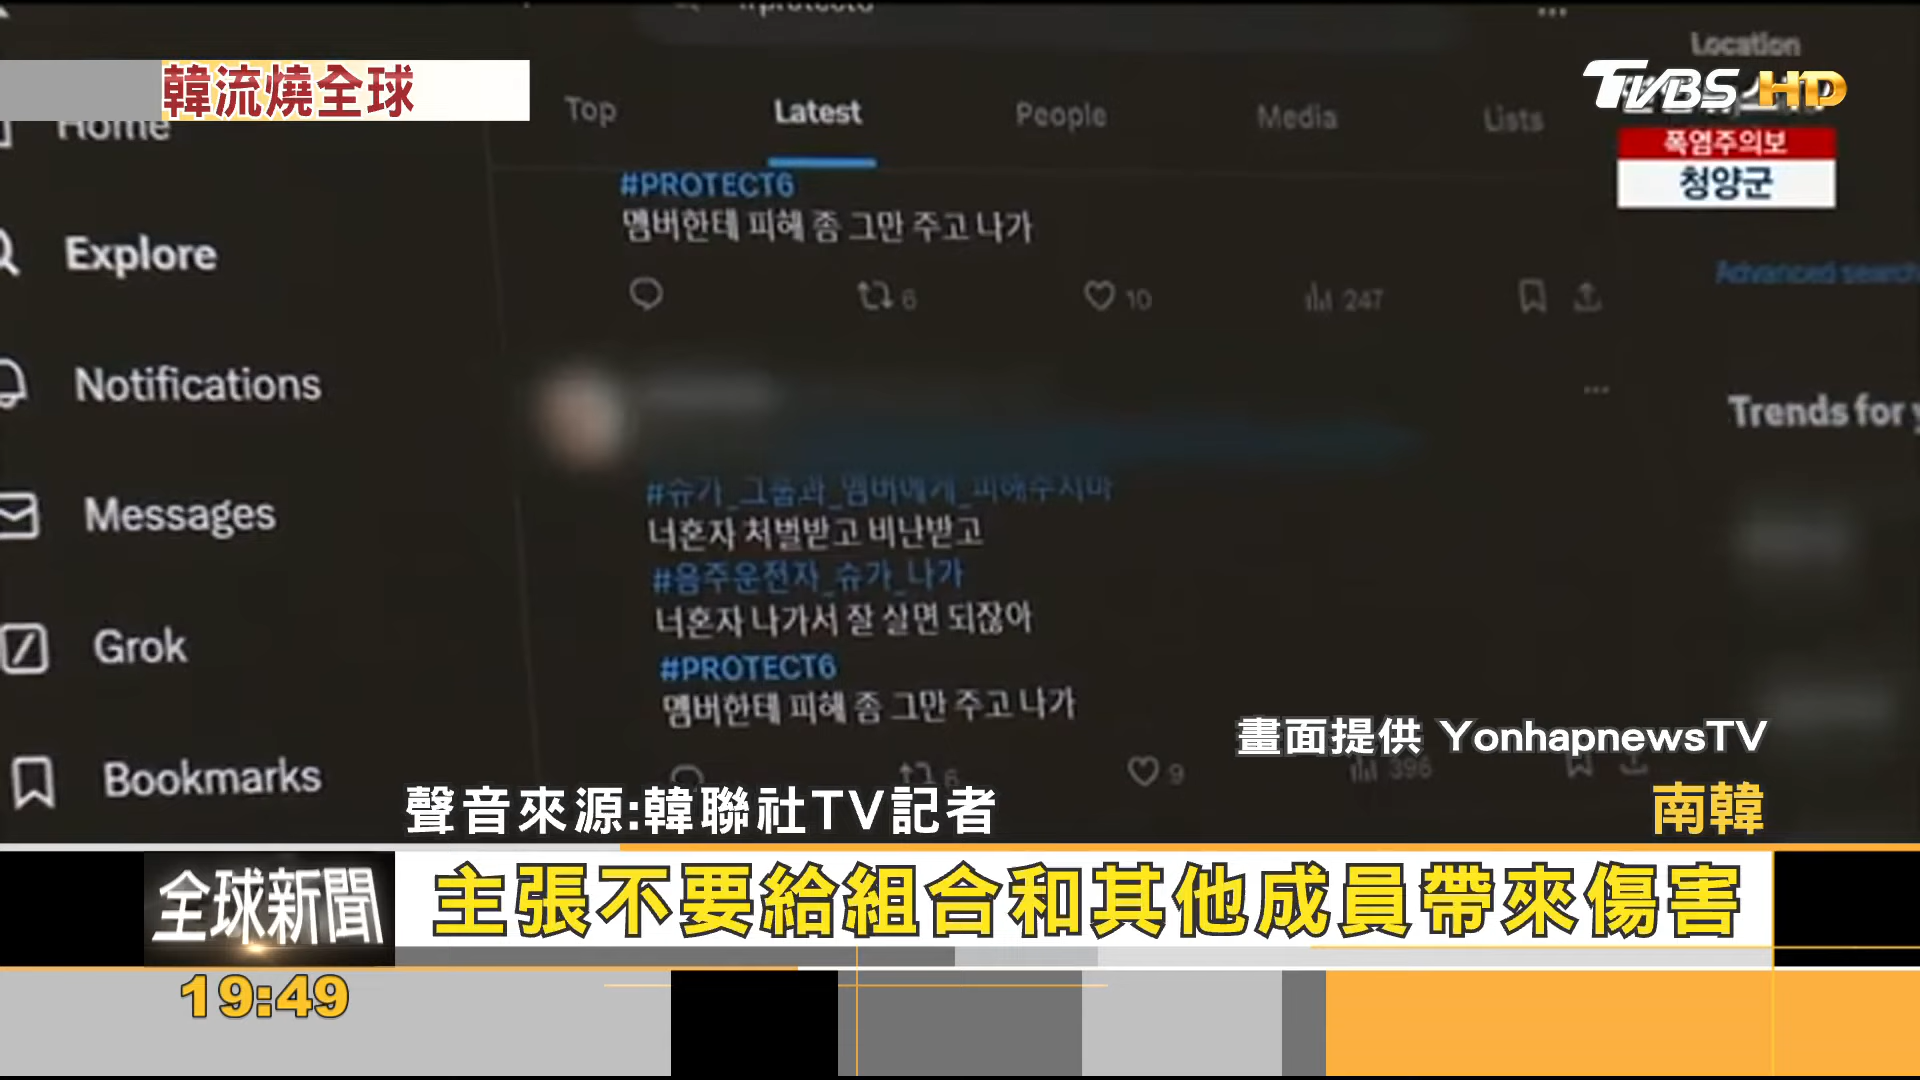 #protect6
Location
韓流燒全球
TVBS HD
Top
Latest
People
Media
Lists
폭염주의보
청양군
Home
#PROTECT6
멤버한테 피해 좀 그만 주고 나가
Explore
Advanced search
6
10
247
Notifications
Trends for y
#슈가_그룹과_멤버에게_피해주지마
너혼자 처벌받고 비난받고
#음주운전자_슈가_나가
너혼자 나가서 잘 살면 되잖아
#PROTECT6
멤버한테 피해 좀 그만 주고 나가
Messages
Grok
Bookmarks
6
9
396
畫面提供 YonhapnewsTV
聲音來源:韓聯社TV記者
南韓
全球新聞
主張不要給組合和其他成員帶來傷害
19:49